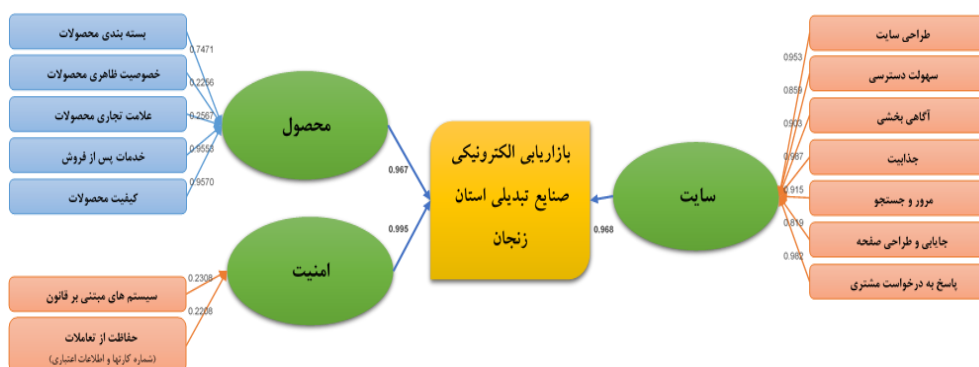 بسته بندی محصولات
خصوصیت ظاهری محصولات
علامت تجاری محصولات
خدمات پس از فروش
کیفیت محصولات
0.7471
0.2266
0.2567
0.9553
0.9570
محصول
0.967
سیستم های مبتنی بر قانون
حفاظت از تعاملات
(شماره کارتها و اطلاعات اعتباری)
0.2308
0.2208
امنیت
0.995
بازاریابی الکترونیکی
صنایع تبدیلی استان
زنجان
0.968
سایت
0.953
0.859
0.903
0.987
0.915
0.819
0.982
طراحی سایت
سهولت دسترسی
آگاهی بخشی
جذابیت
مرور و جستجو
جایابی و طراحی صفحه
پاسخ به درخواست مشتری